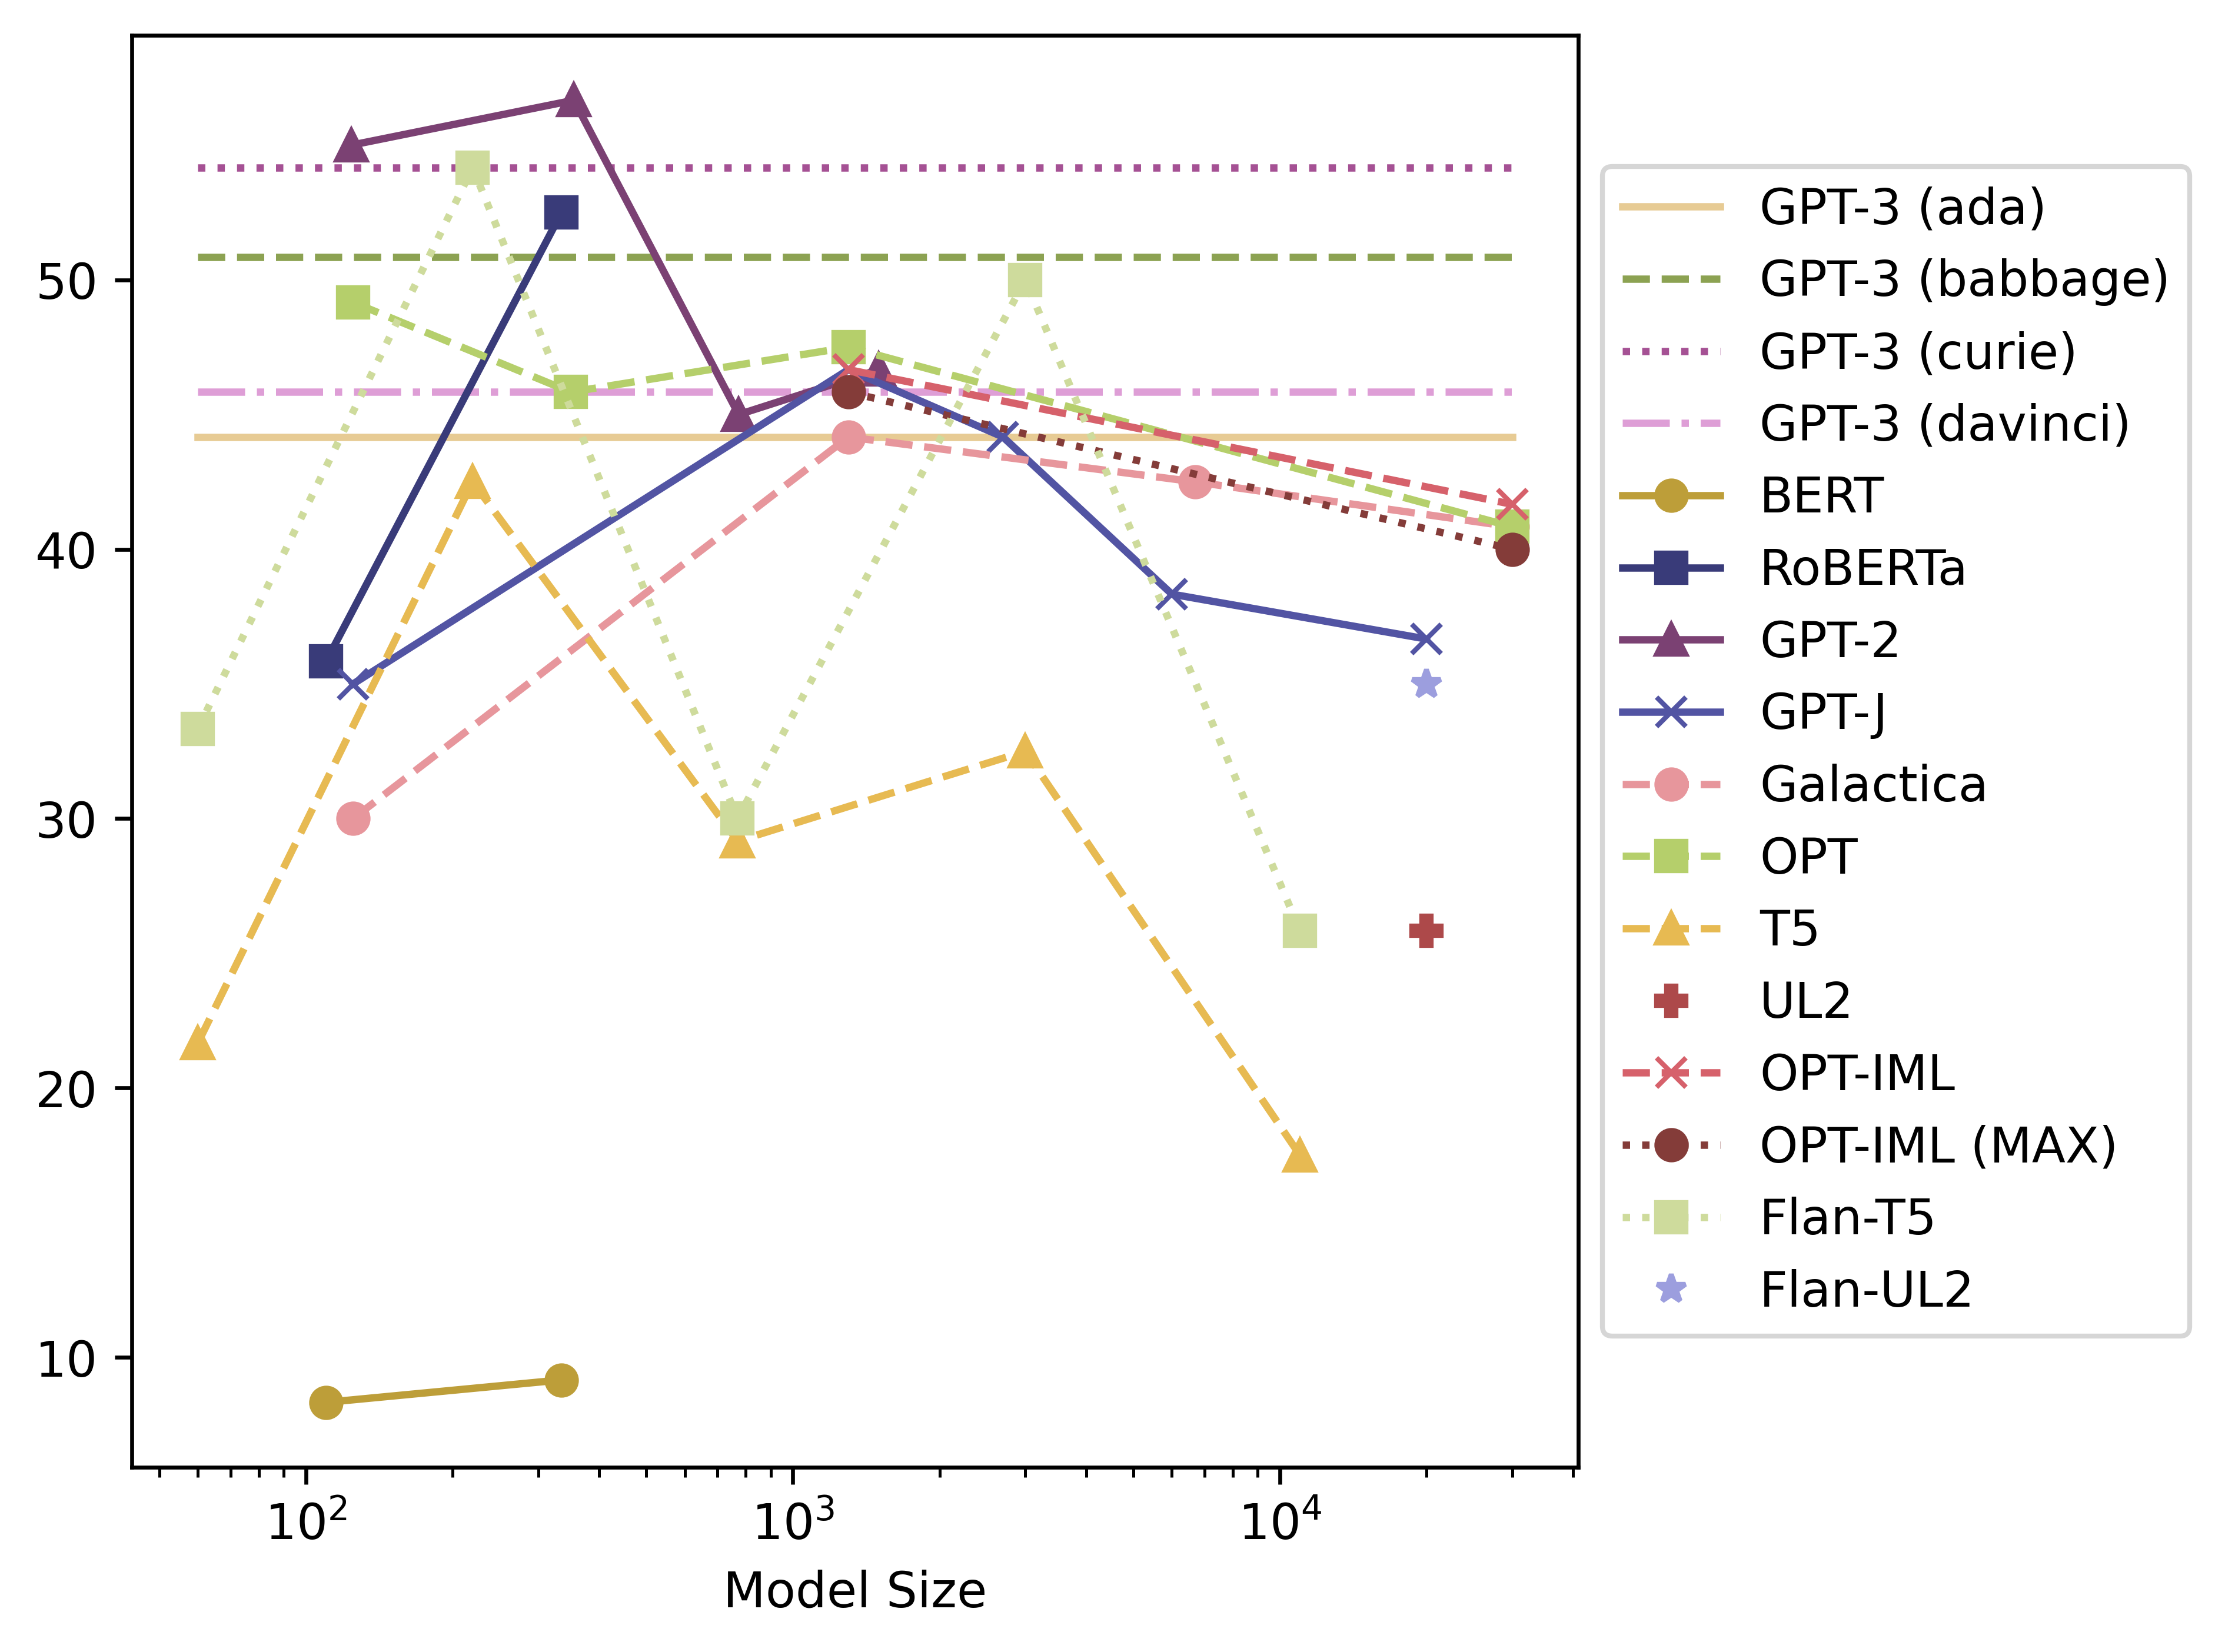 50
40
30
20
10
10²
10³
10⁴
Model Size
GPT-3 (ada)
GPT-3 (babbage)
GPT-3 (curie)
GPT-3 (davinci)
BERT
RoBERTa
GPT-2
GPT-J
Galactica
OPT
T5
UL2
OPT-IML
OPT-IML (MAX)
Flan-T5
Flan-UL2